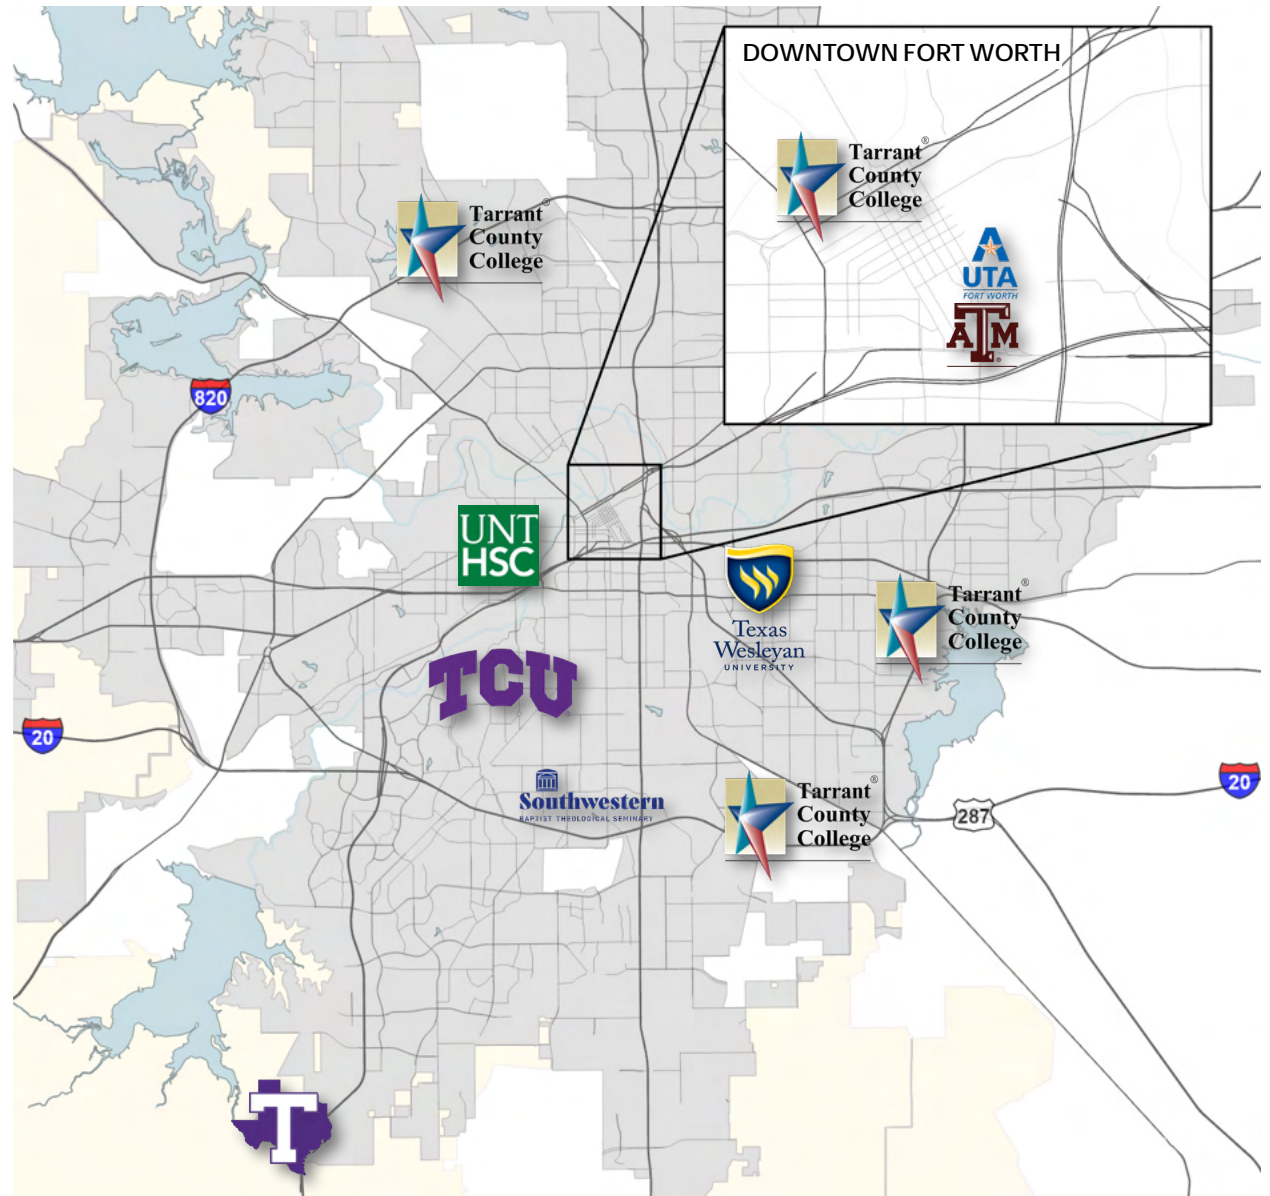 DOWNTOWN FORT WORTH
Tarrant®
County
College
A
UTA
FORT WORTH
ATM
Tarrant®
County
College
820
UNT
HSC
Texas
Wesleyan
UNIVERSITY
Tarrant®
County
College
TCU
20
Southwestern
BAPTIST THEOLOGICAL SEMINARY
Tarrant®
County
College
287
20
T